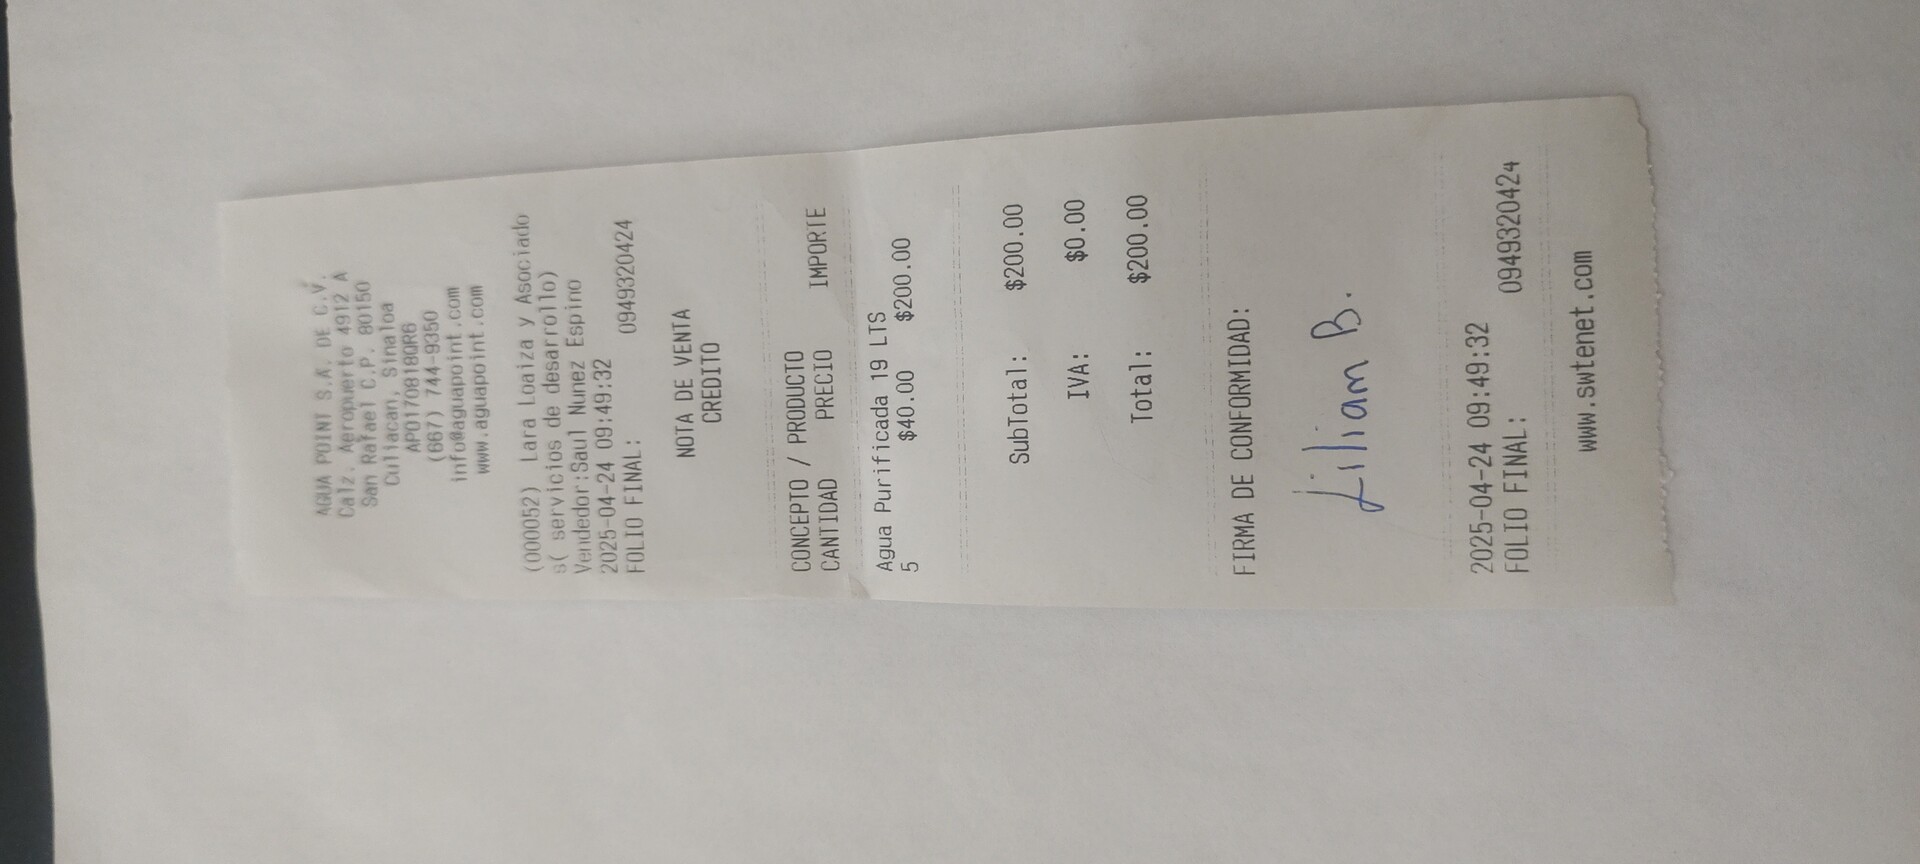 AGUA POINT S.A. DE C.V.
Calz. Aeropuerto 4912 A
San Rafael C.P. 80150
Culiacan, Sinaloa
APO170818QR6
(667) 744-9350
info@aguapoint.com
www.aguapoint.com
(000052) Lara Loaiza y Asociado
s( servicios de desarrollo)
Vendedor:Saul Nunez Espino
2025-04-24 09:49:32
FOLIO FINAL: 0949320424
NOTA DE VENTA
CREDITO
CONCEPTO / PRODUCTO
CANTIDAD PRECIO IMPORTE
Agua Purificada 19 LTS
5 $40.00 $200.00
SubTotal: $200.00
IVA: $0.00
Total: $200.00
FIRMA DE CONFORMIDAD:
Liliam B.
2025-04-24 09:49:32
FOLIO FINAL: 0949320424
www.swtenet.com